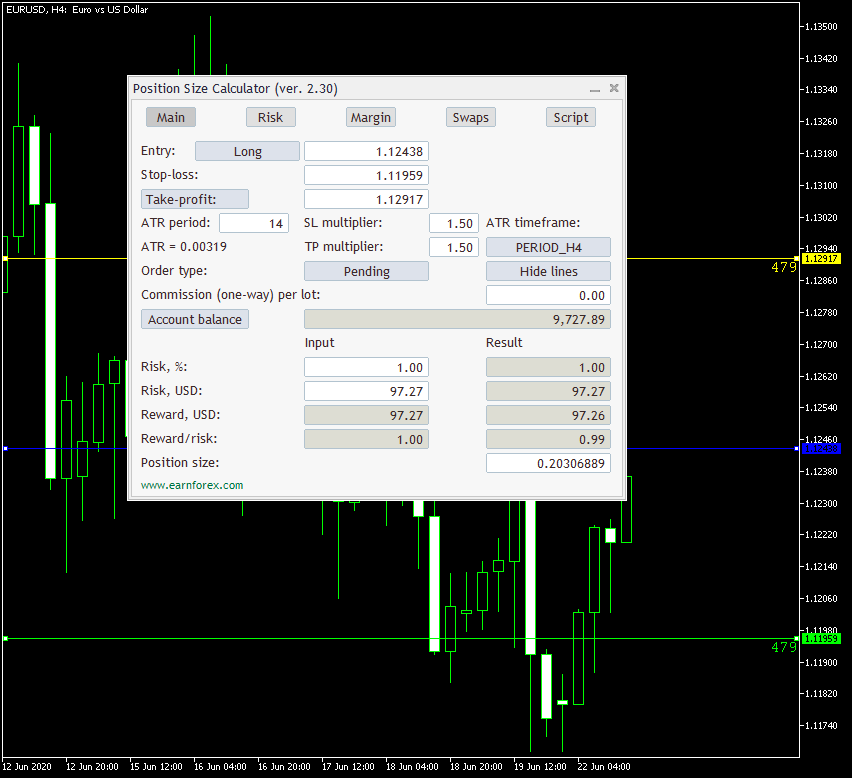 EURUSD, H4: Euro vs US Dollar
Position Size Calculator (ver. 2.30)
Main Risk Margin Swaps Script
Entry: Long 1.12438
Stop-loss: 1.11959
Take-profit: 1.12917
ATR period: 14 SL multiplier: 1.50 ATR timeframe:
ATR = 0.00319 TP multiplier: 1.50 PERIOD_H4
Order type: Pending Hide lines
Commission (one-way) per lot: 0.00
Account balance 9,727.89
Input Result
Risk, %: 1.00 1.00
Risk, USD: 97.27 97.27
Reward, USD: 97.27 97.26
Reward/risk: 1.00 0.99
Position size: 0.20306889
www.earnforex.com
479
479
1.13500
1.13420
1.13340
1.13260
1.13180
1.13100
1.13020
1.12940
1.12917
1.12860
1.12780
1.12700
1.12620
1.12540
1.12460
1.12380
1.12300
1.12220
1.12140
1.12060
1.11980
1.11900
1.11820
1.11740
12 Jun 2020 12 Jun 20:00 15 Jun 12:00 16 Jun 04:00 16 Jun 20:00 17 Jun 12:00 18 Jun 04:00 18 Jun 20:00 19 Jun 12:00 22 Jun 04:00